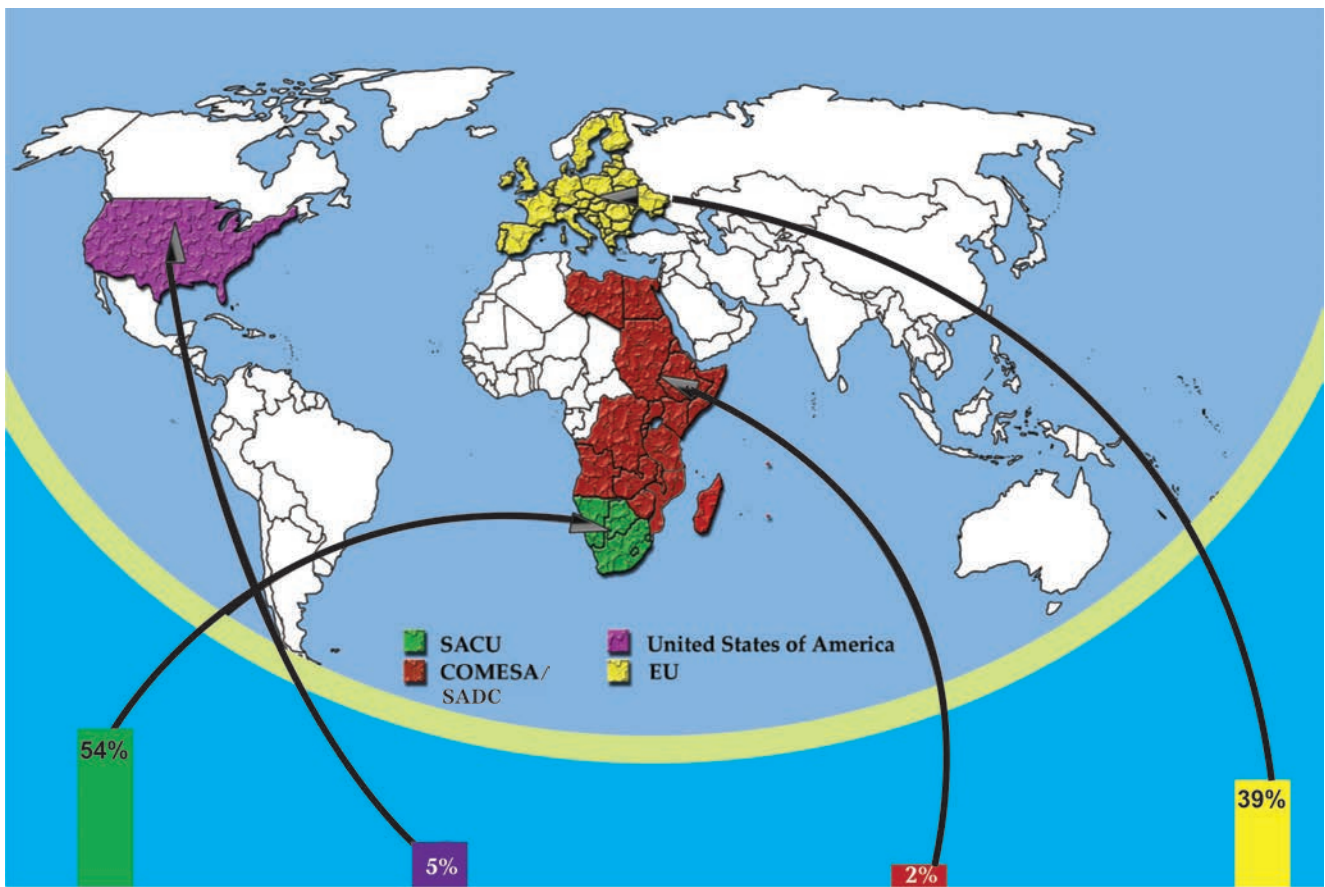 SACU
COMESA/
SADC
United States of America
EU
54%
5%
2%
39%